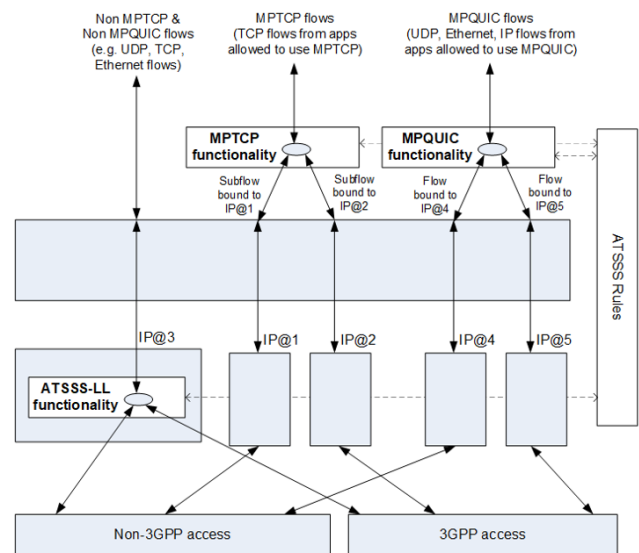 Non MPTCP &
Non MPQUIC flows
(e.g. UDP, TCP,
Ethernet flows)
MPTCP flows
(TCP flows from apps
allowed to use MPTCP)
MPQUIC flows
(UDP, Ethernet, IP flows from
apps allowed to use MPQUIC)
MPTCP
functionality
MPQUIC
functionality
Subflow
bound to
IP@1
Subflow
bound to
IP@2
Flow
bound to
IP@4
Flow
bound to
IP@5
ATSSS Rules
IP@3
IP@1
IP@2
IP@4
IP@5
ATSSS-LL
functionality
Non-3GPP access
3GPP access